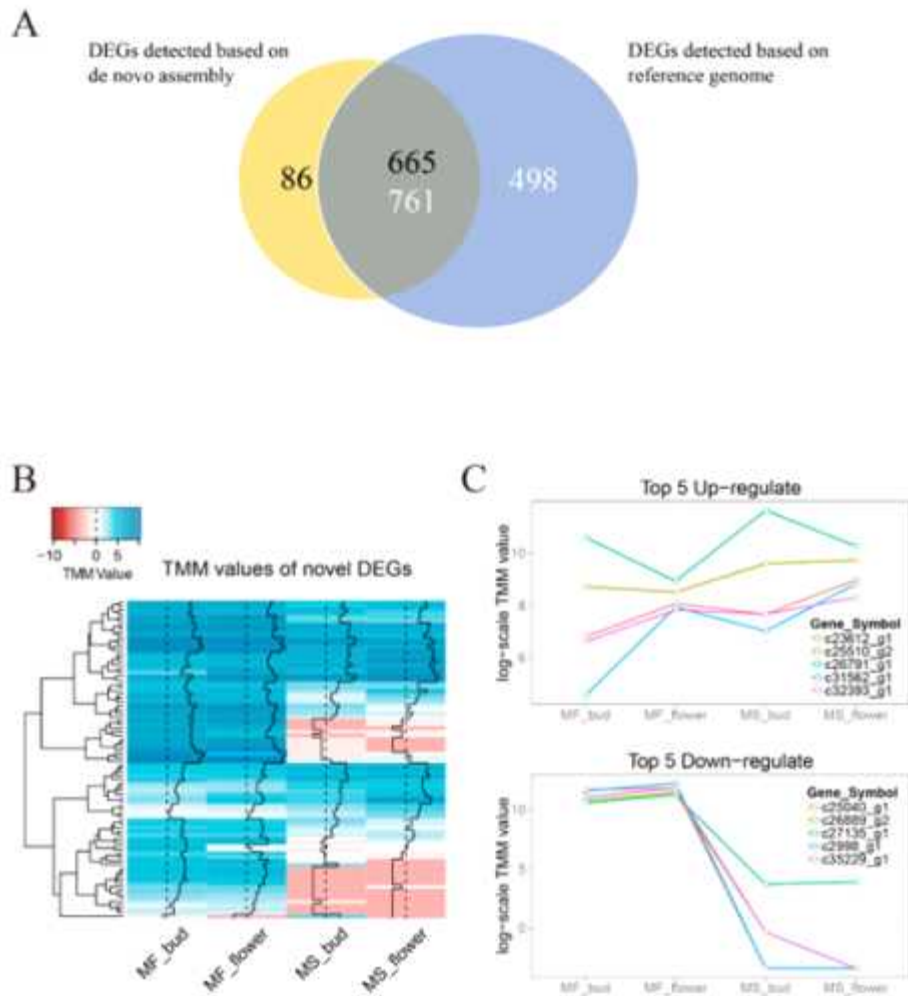 A
DEGs detected based on
de novo assembly
DEGs detected based on
reference genome
86
665
761
498
B
-10 0 5
TMM Value
TMM values of novel DEGs
MF_bud
MF_flower
MS_bud
MS_flower
C
Top 5 Up-regulate
log-scale TMM value
10
8
6
Gene_Symbol
c23612_g1
c25510_g2
c26791_g1
c31562_g1
c32393_g1
MF_bud MF_flower MS_bud MS_flower
Top 5 Down-regulate
log-scale TMM value
10
5
0
Gene_Symbol
c25040_g1
c26889_g2
c27135_g1
c2998_g1
c35229_g1
MF_bud MF_flower MS_bud MS_flower